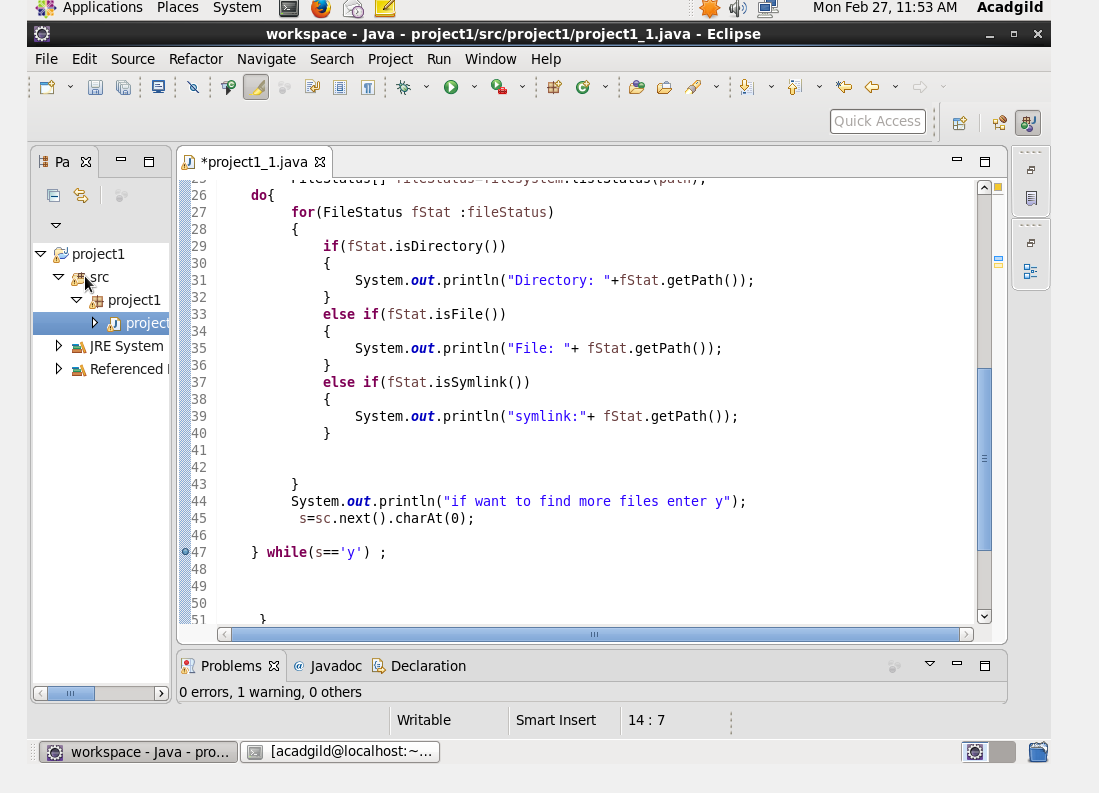 Applications Places System Mon Feb 27, 11:53 AM Acadgild
workspace - Java - project1/src/project1/project1_1.java - Eclipse
File Edit Source Refactor Navigate Search Project Run Window Help
Quick Access
Pa
*project1_1.java
project1
src
project1
project
JRE System
Referenced
25 FileStatus[] fileStatus=fileSystem.listStatus(path);
26 do{
27 for(FileStatus fStat :fileStatus)
28 {
29 if(fStat.isDirectory())
30 {
31 System.out.println("Directory: "+fStat.getPath());
32 }
33 else if(fStat.isFile())
34 {
35 System.out.println("File: "+ fStat.getPath());
36 }
37 else if(fStat.isSymlink())
38 {
39 System.out.println("symlink:"+ fStat.getPath());
40 }
41
42
43 }
44 System.out.println("if want to find more files enter y");
45 s=sc.next().charAt(0);
46
47 } while(s=='y') ;
48
49
50
51 }
Problems @ Javadoc Declaration
0 errors, 1 warning, 0 others
Writable Smart Insert 14 : 7
workspace - Java - pro... [acadgild@localhost:~...